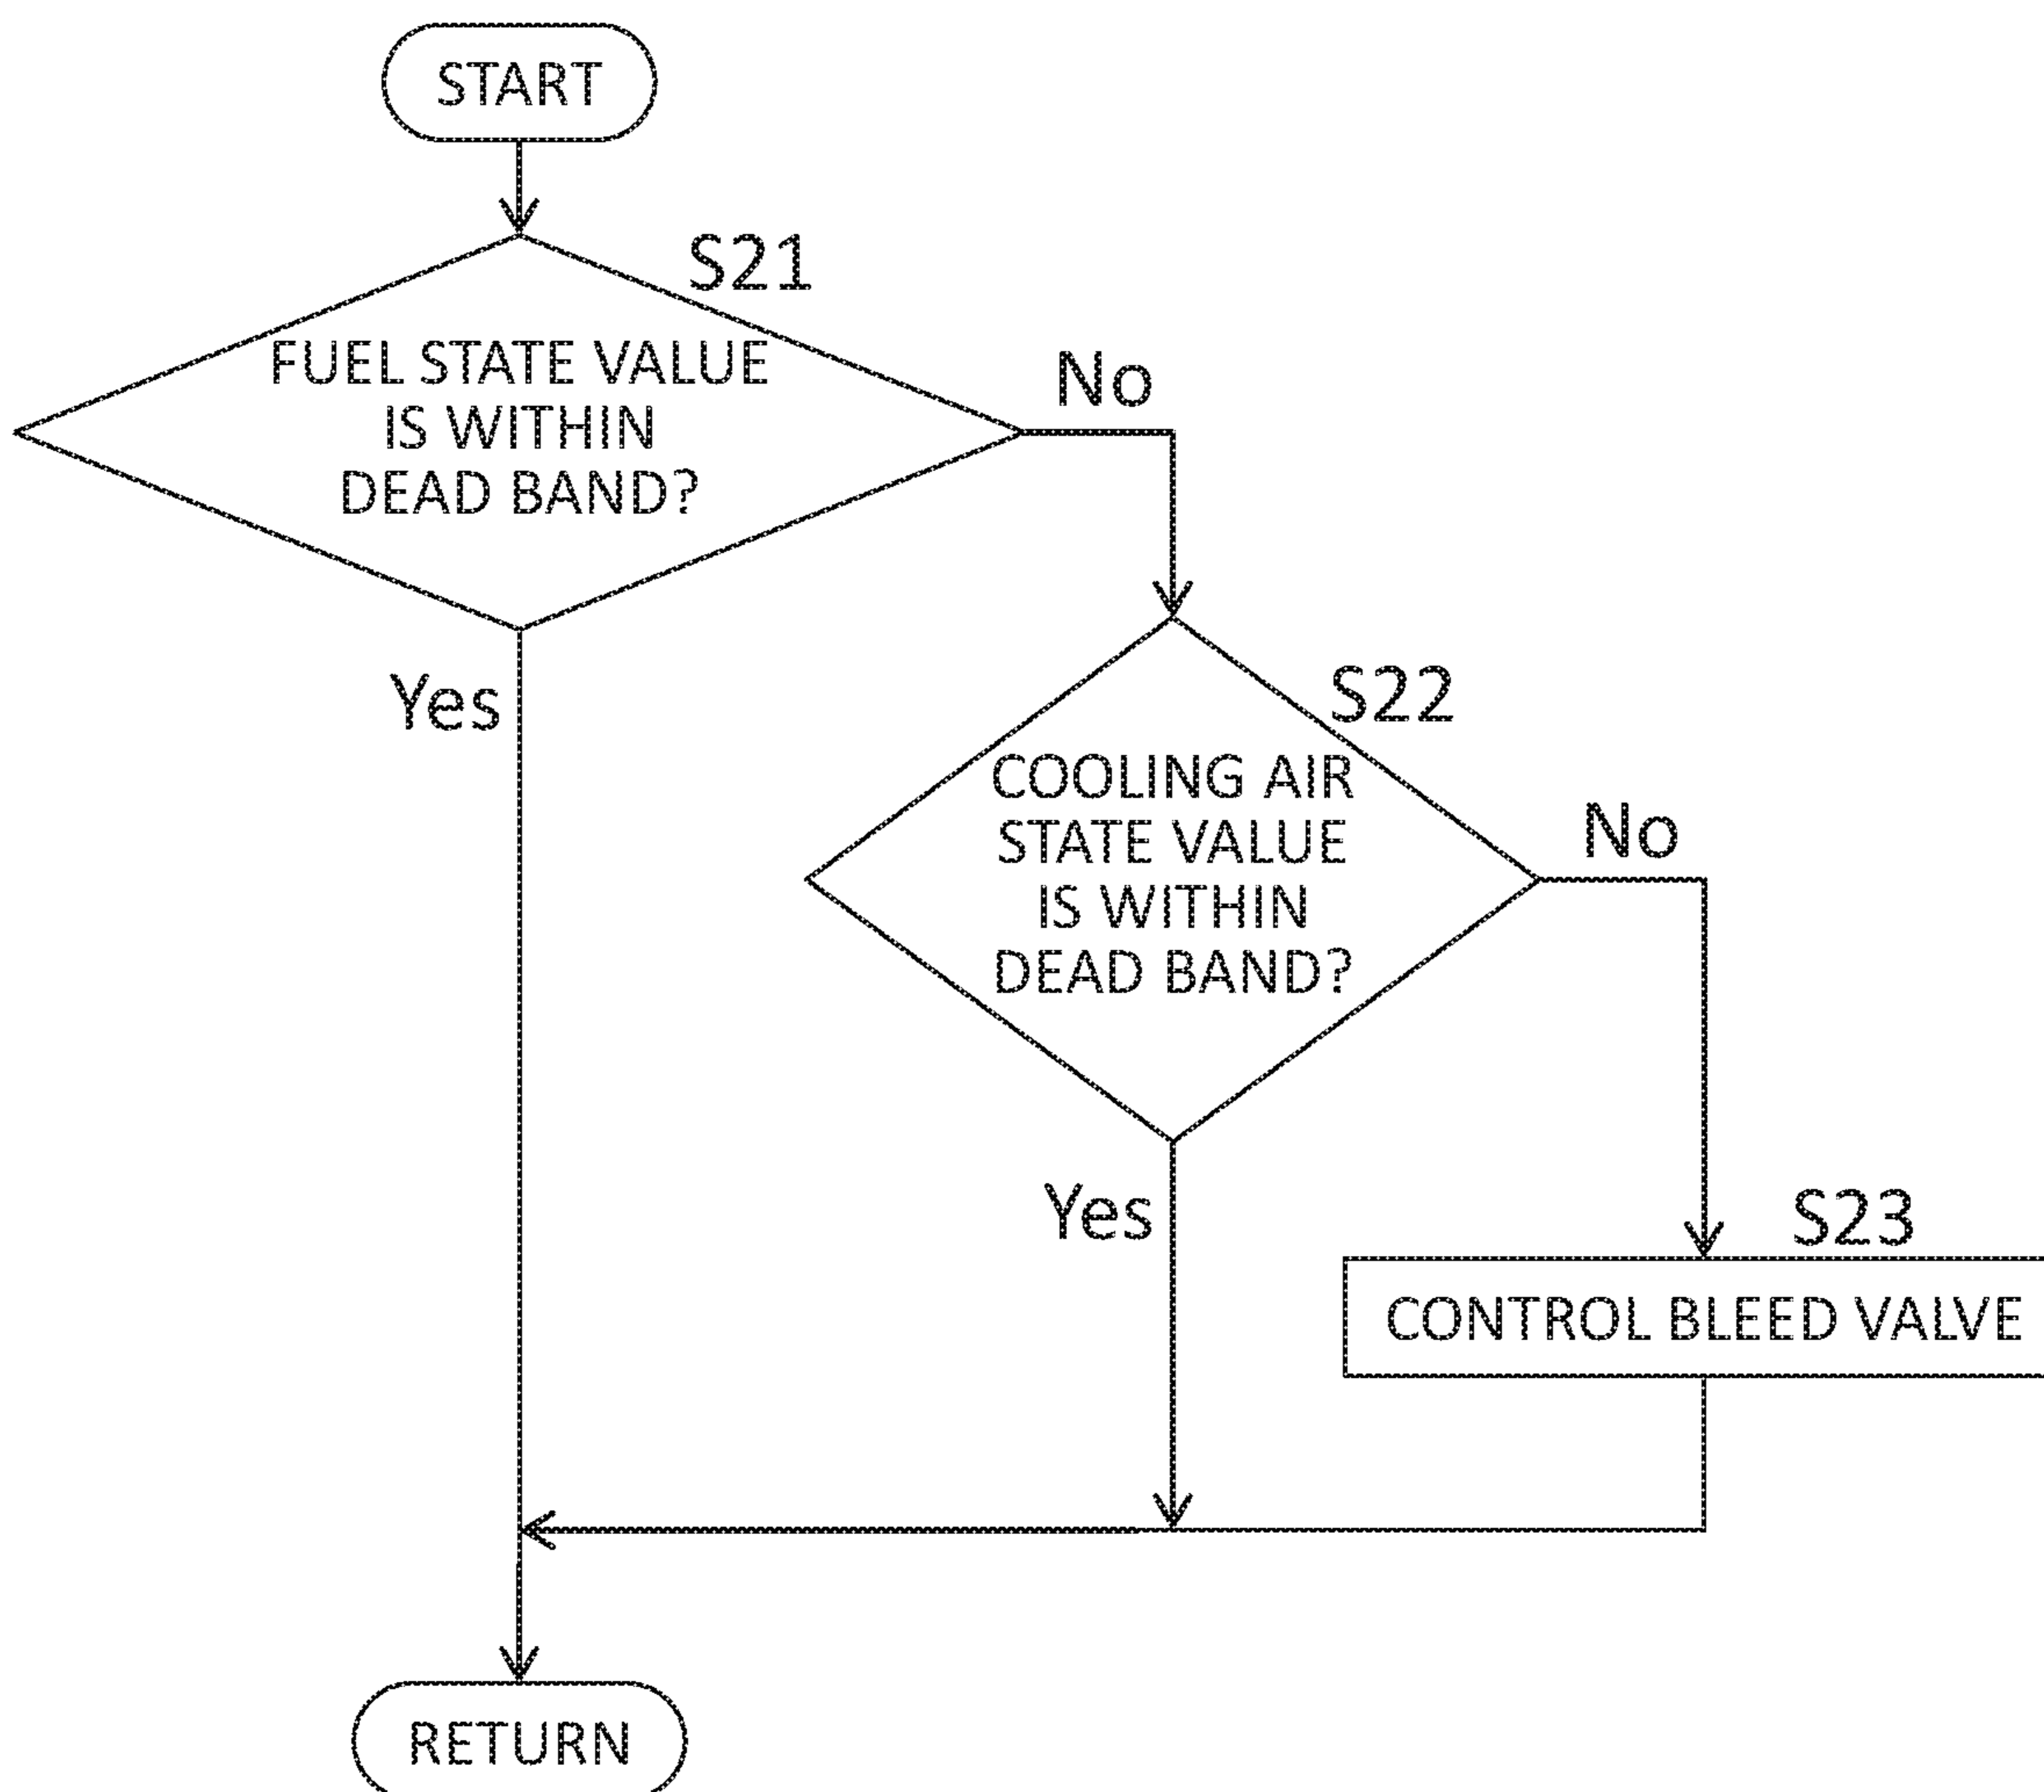 START
S21
FUEL STATE VALUE
IS WITHIN
DEAD BAND?
No
Yes
S22
COOLING AIR
STATE VALUE
IS WITHIN
DEAD BAND?
No
Yes
S23
CONTROL BLEED VALVE
RETURN